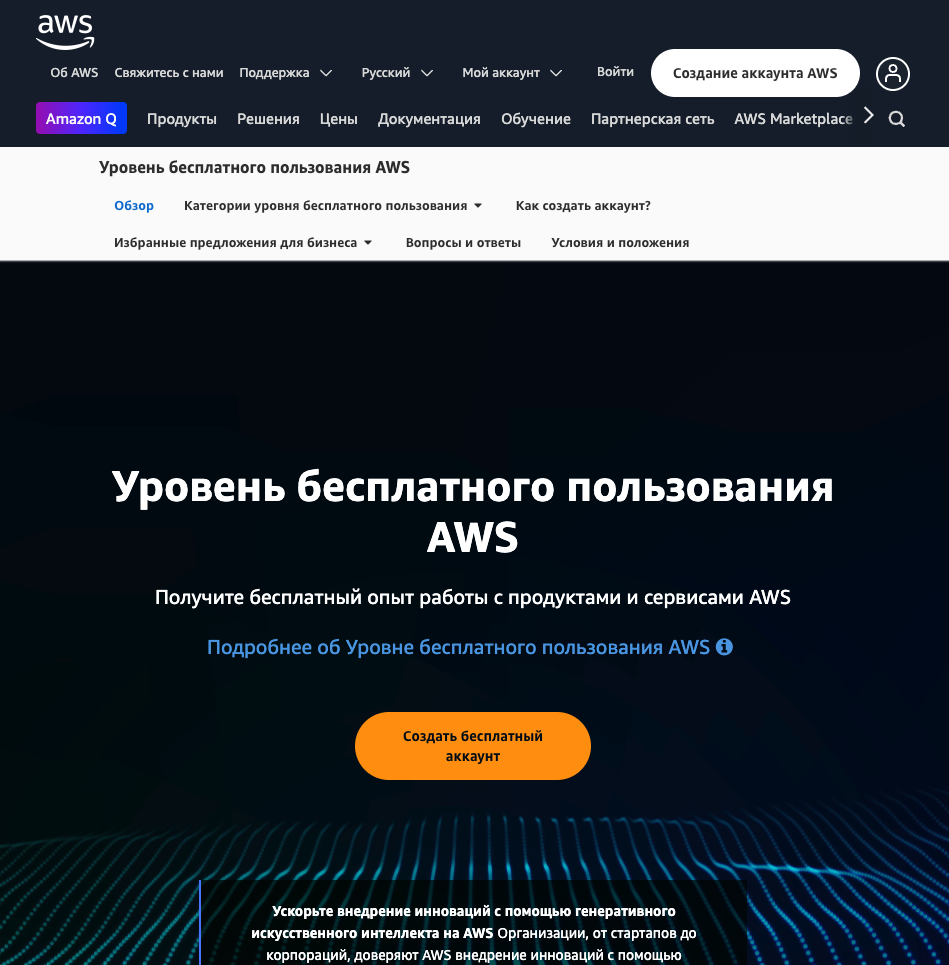 aws
Об AWS Свяжитесь с нами Поддержка Русский Мой аккаунт Войти Создание аккаунта AWS
Amazon Q Продукты Решения Цены Документация Обучение Партнерская сеть AWS Marketplace
Уровень бесплатного пользования AWS
Обзор Категории уровня бесплатного пользования Как создать аккаунт?
Избранные предложения для бизнеса Вопросы и ответы Условия и положения
Уровень бесплатного пользования
AWS
Получите бесплатный опыт работы с продуктами и сервисами AWS
Подробнее об Уровне бесплатного пользования AWS
Создать бесплатный
аккаунт
Ускорьте внедрение инноваций с помощью генеративного
искусственного интеллекта на AWS Организации, от стартапов до
корпораций, доверяют AWS внедрение инноваций с помощью